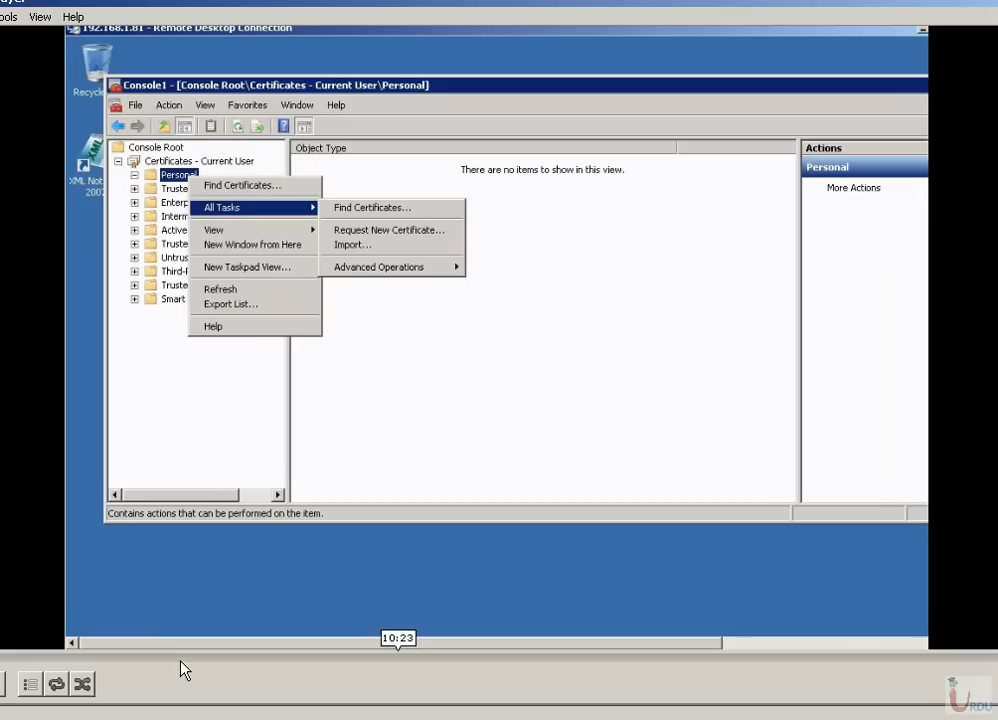 ools View Help
192.168.1.81 - Remote Desktop Connection
Console1 - [Console Root\Certificates - Current User\Personal]
File Action View Favorites Window Help
Recycle
XML Not
200
Console Root
Certificates - Current User
Personal
Truste
Enterp
Interm
Active
Truste
Untrus
Third-
Truste
Smart
Find Certificates...
All Tasks
View
New Window from Here
New Taskpad View...
Refresh
Export List...
Help
Find Certificates...
Request New Certificate...
Import...
Advanced Operations
Object Type
There are no items to show in this view.
Actions
Personal
More Actions
Contains actions that can be performed on the item.
10:23
URDU